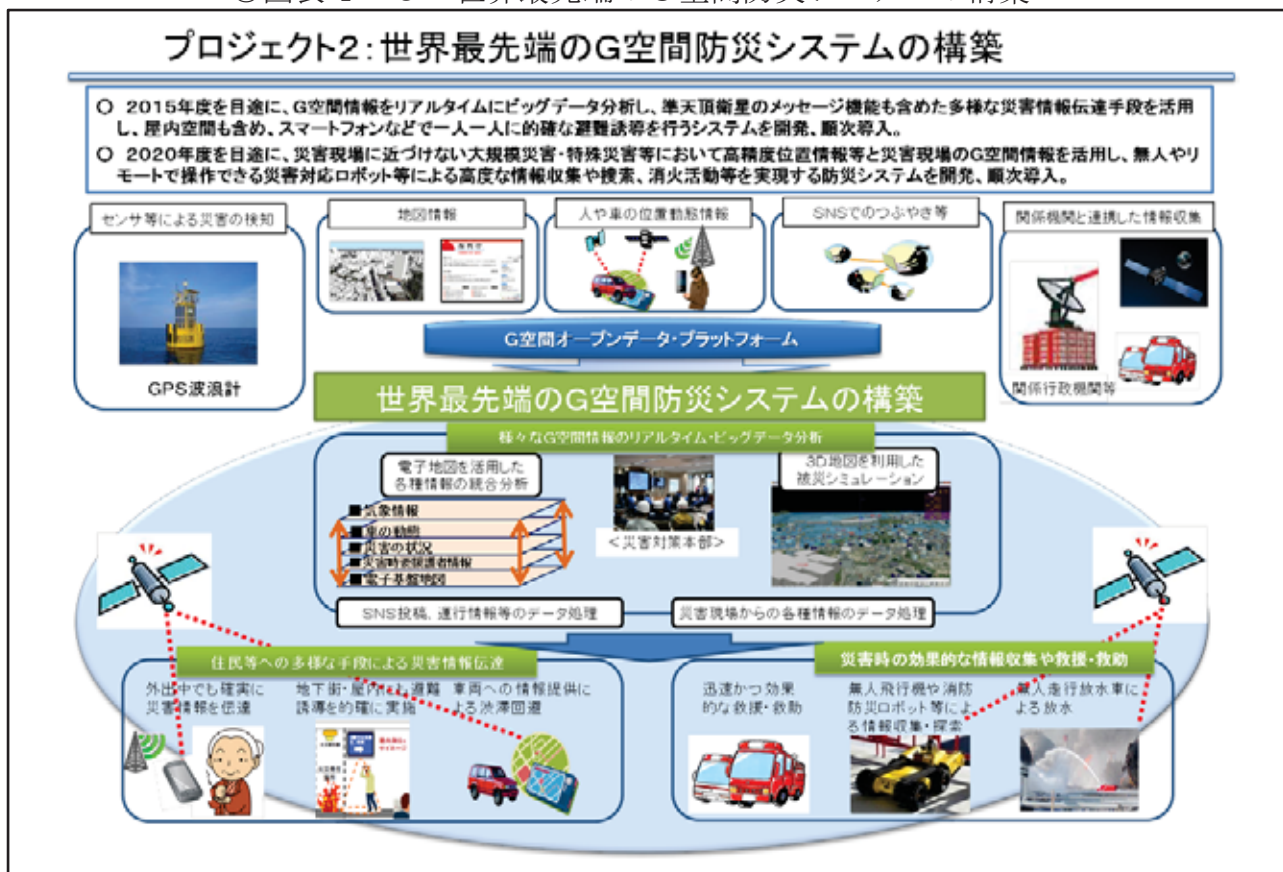 プロジェクト2:世界最先端のG空間防災システムの構築
○ 2015年度を目途に、G空間情報をリアルタイムにビッグデータ分析し、準天頂衛星のメッセージ機能も含めた多様な災害情報伝達手段を活用
し、屋内空間も含め、スマートフォンなどで一人一人に的確な避難誘導を行うシステムを開発、順次導入。
○ 2020年度を目途に、災害現場に近づけない大規模災害・特殊災害等において高精度位置情報等と災害現場のG空間情報を活用し、無人やリ
モートで操作できる災害対応ロボット等による高度な情報収集や捜索、消火活動等を実現する防災システムを開発、順次導入。
センサ等による災害の検知
GPS波浪計
地図情報
人や車の位置動態情報
SNSでのつぶやき等
関係機関と連携した情報収集
関係行政機関等
G空間オープンデータ・プラットフォーム
世界最先端のG空間防災システムの構築
様々なG空間情報のリアルタイム・ビッグデータ分析
電子地図を活用した
各種情報の統合分析
■気象情報
■車の動態
■災害の状況
■災害時要援護者情報
■電子基盤地図
<災害対策本部>
3D地図を利用した
被災シミュレーション
SNS投稿、運行情報等のデータ処理
災害現場からの各種情報のデータ処理
住民等への多様な手段による災害情報伝達
外出中でも確実に
災害情報を伝達
地下街・屋内にも避難
誘導を的確に実施
車両への情報提供に
よる渋滞回避
災害時の効果的な情報収集や救援・救助
迅速かつ効果
的な救援・救助
無人飛行機や消防
防災ロボット等によ
る情報収集・探索
無人走行放水車に
よる放水